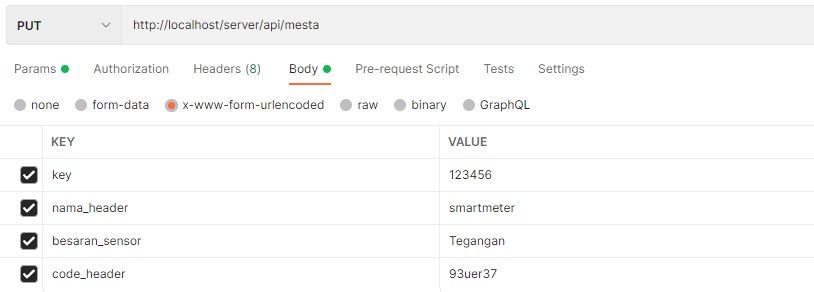 PUT http://localhost/server/api/mesta
Params Authorization Headers (8) Body Pre-request Script Tests Settings
none form-data x-www-form-urlencoded raw binary GraphQL
KEY VALUE
key 123456
nama_header smartmeter
besaran_sensor Tegangan
code_header 93uer37